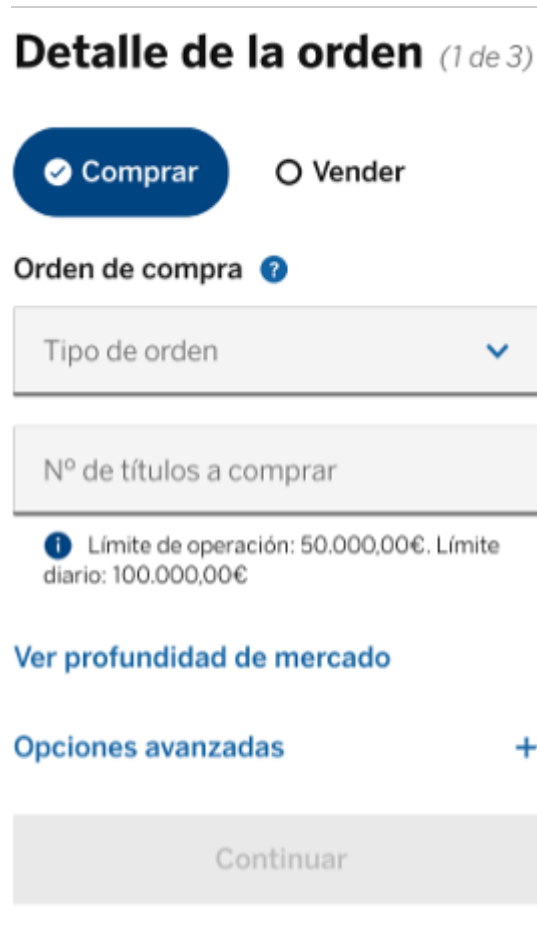 Detalle de la orden (1 de 3)
Comprar
Vender
Orden de compra ?
Tipo de orden
Nº de títulos a comprar
Límite de operación: 50.000,00€. Límite
diario: 100.000,00€
Ver profundidad de mercado
Opciones avanzadas +
Continuar